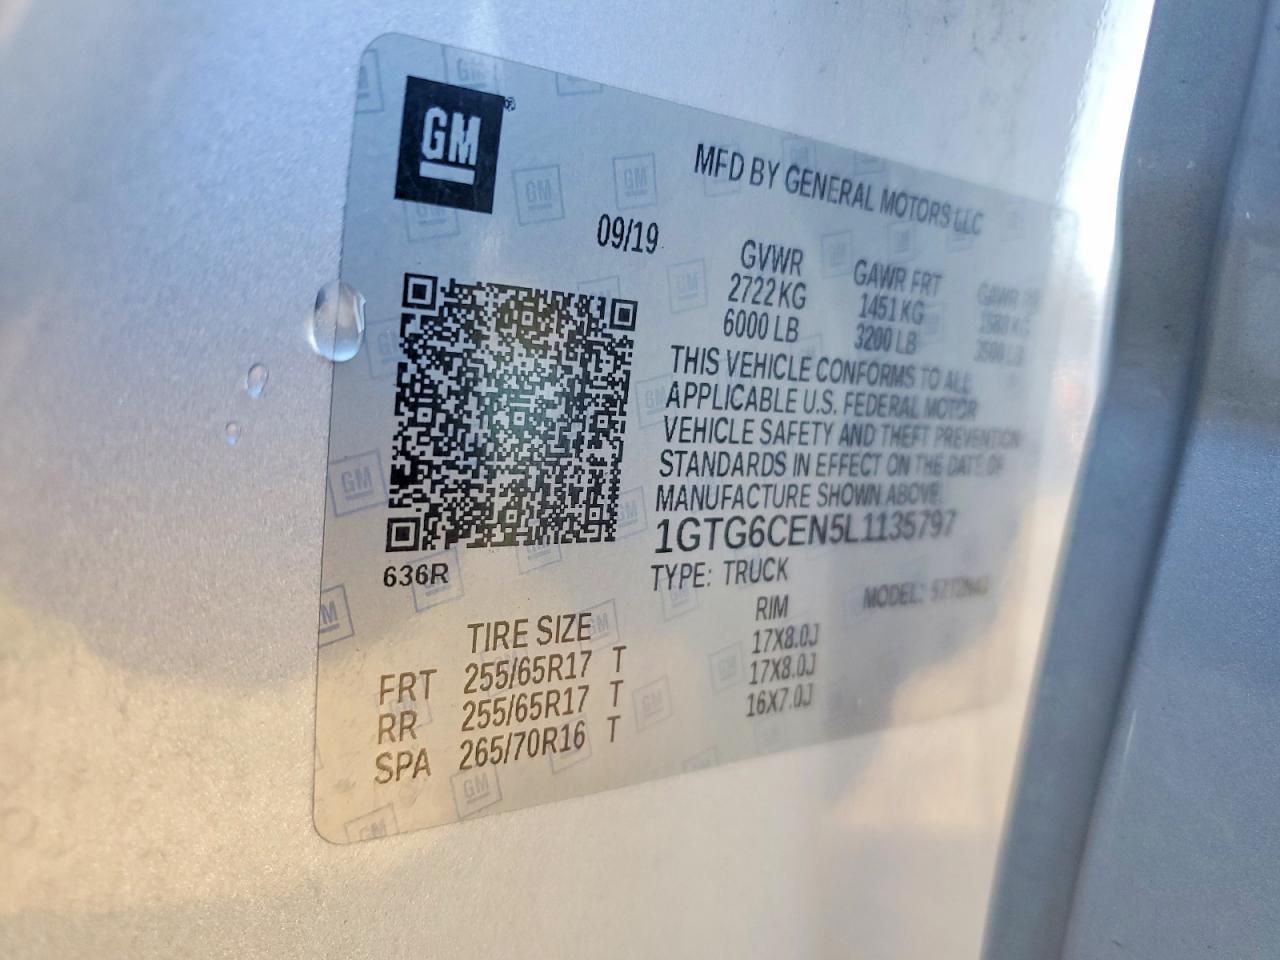 GM
MFD BY GENERAL MOTORS LLC
09/19
GVWR GAWR FRT GAWR
2722 KG 1451 KG KG
6000 LB 3200 LB LB
THIS VEHICLE CONFORMS TO ALL
APPLICABLE U.S. FEDERAL MOTOR
VEHICLE SAFETY AND THEFT PREVENTION
STANDARDS IN EFFECT ON THE DATE OF
MANUFACTURE SHOWN ABOVE.
1GTG6CEN5L1135797
636R
TYPE: TRUCK MODEL:
TIRE SIZE RIM
FRT 255/65R17 T 17X8.0J
RR 255/65R17 T 17X8.0J
SPA 265/70R16 T 16X7.0J